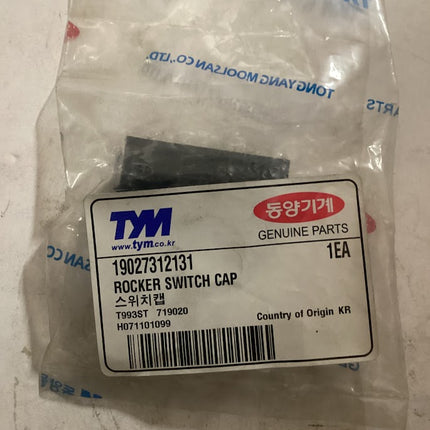 TONGYANG MOOLSAN CO.,LTD.
PARTS
TYM
www.tym.co.kr
동양기계
GENUINE PARTS
19027312131
1EA
ROCKER SWITCH CAP
스위치캡
T993ST 719020
Country of Origin KR
H071101099